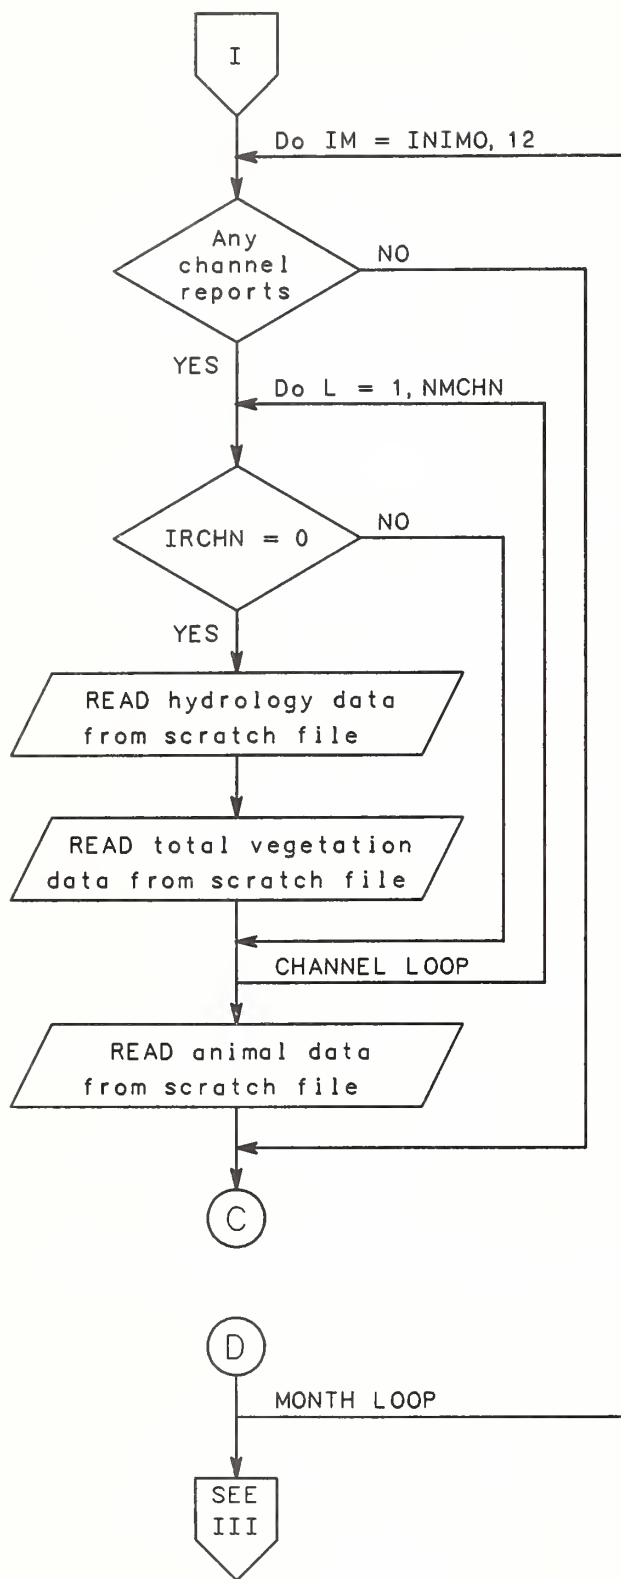 I
Do IM = INIMO, 12
Any
channel
reports
NO
YES
Do L = 1, NMCHN
IRCHN = 0
NO
YES
READ hydrology data
from scratch file
READ total vegetation
data from scratch file
CHANNEL LOOP
READ animal data
from scratch file
C
D
MONTH LOOP
SEE
III